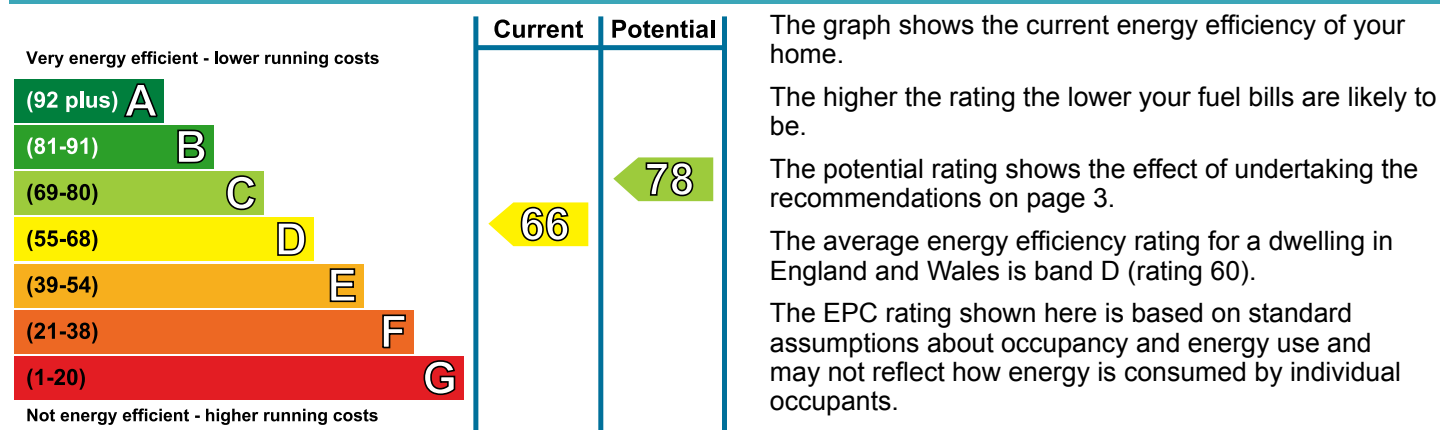 Current Potential
Very energy efficient - lower running costs
(92 plus) A
(81-91) B
(69-80) C
(55-68) D
(39-54) E
(21-38) F
(1-20) G
Not energy efficient - higher running costs
66
78
The graph shows the current energy efficiency of your
home.
The higher the rating the lower your fuel bills are likely to
be.
The potential rating shows the effect of undertaking the
recommendations on page 3.
The average energy efficiency rating for a dwelling in
England and Wales is band D (rating 60).
The EPC rating shown here is based on standard
assumptions about occupancy and energy use and
may not reflect how energy is consumed by individual
occupants.